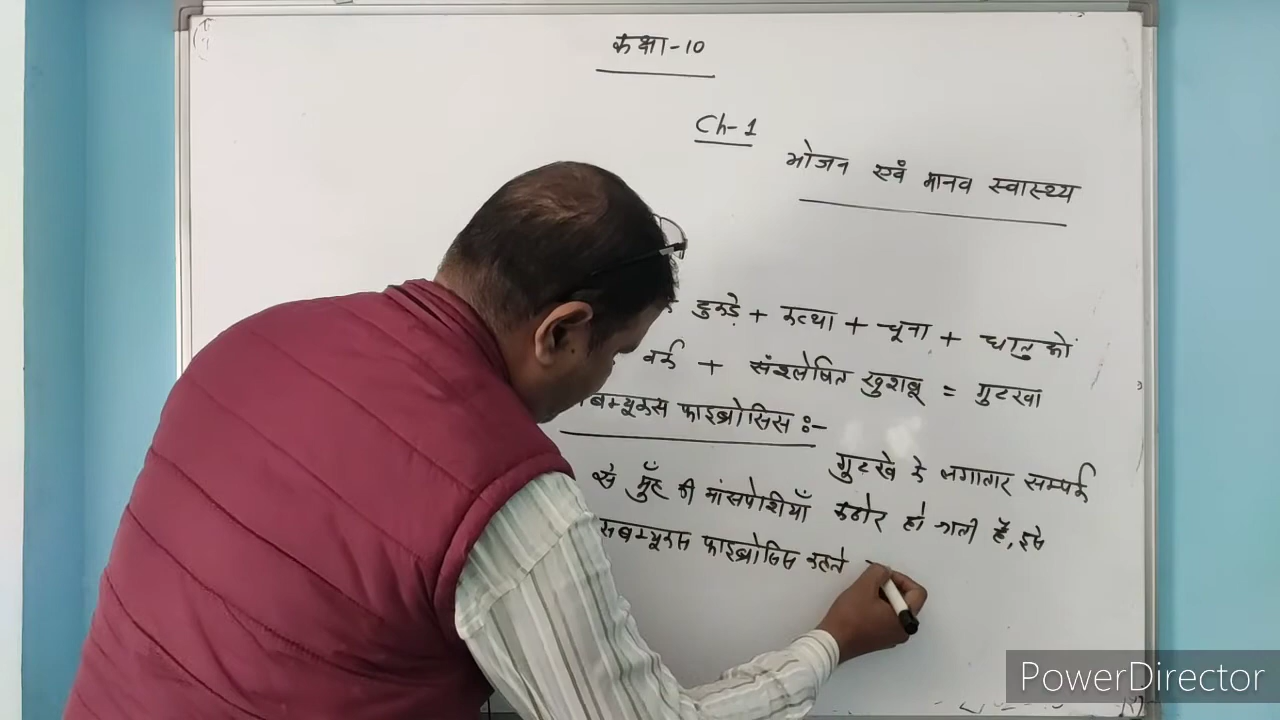 कक्षा-10
Ch-1
भोजन एवं मानव स्वास्थ्य
टुकड़े + कत्था + चूना + धातु की
वर्क + संश्लेषित खुशबू = गुटखा
सबम्यूकस फाइब्रोसिस :-
गुटखे के लगातार सम्पर्क
से मुँह की मांसपेशियाँ कठोर हो जाती हैं, इसे
सबम्यूकस फाइब्रोसिस कहते
PowerDirector